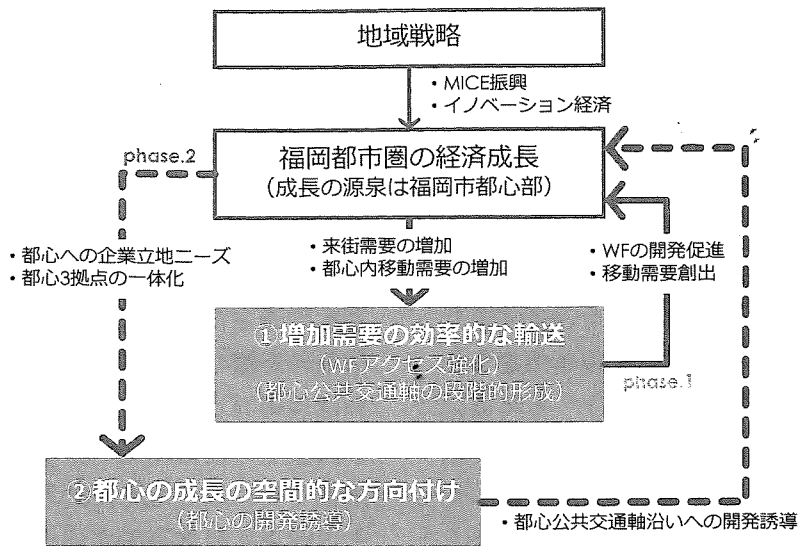 地域戦略
・MICE振興
・イノベーション経済
福岡都市圏の経済成長
（成長の源泉は福岡市都心部）
phase.2
・都心への企業立地ニーズ
・都心3拠点の一体化
・来街需要の増加
・都心内移動需要の増加
・WFの開発促進
・移動需要創出
①増加需要の効率的な輸送
（WFアクセス強化）
（都心公共交通軸の段階的形成）
phase.1
②都心の成長の空間的な方向付け
（都心の開発誘導）
・都心公共交通軸沿いへの開発誘導